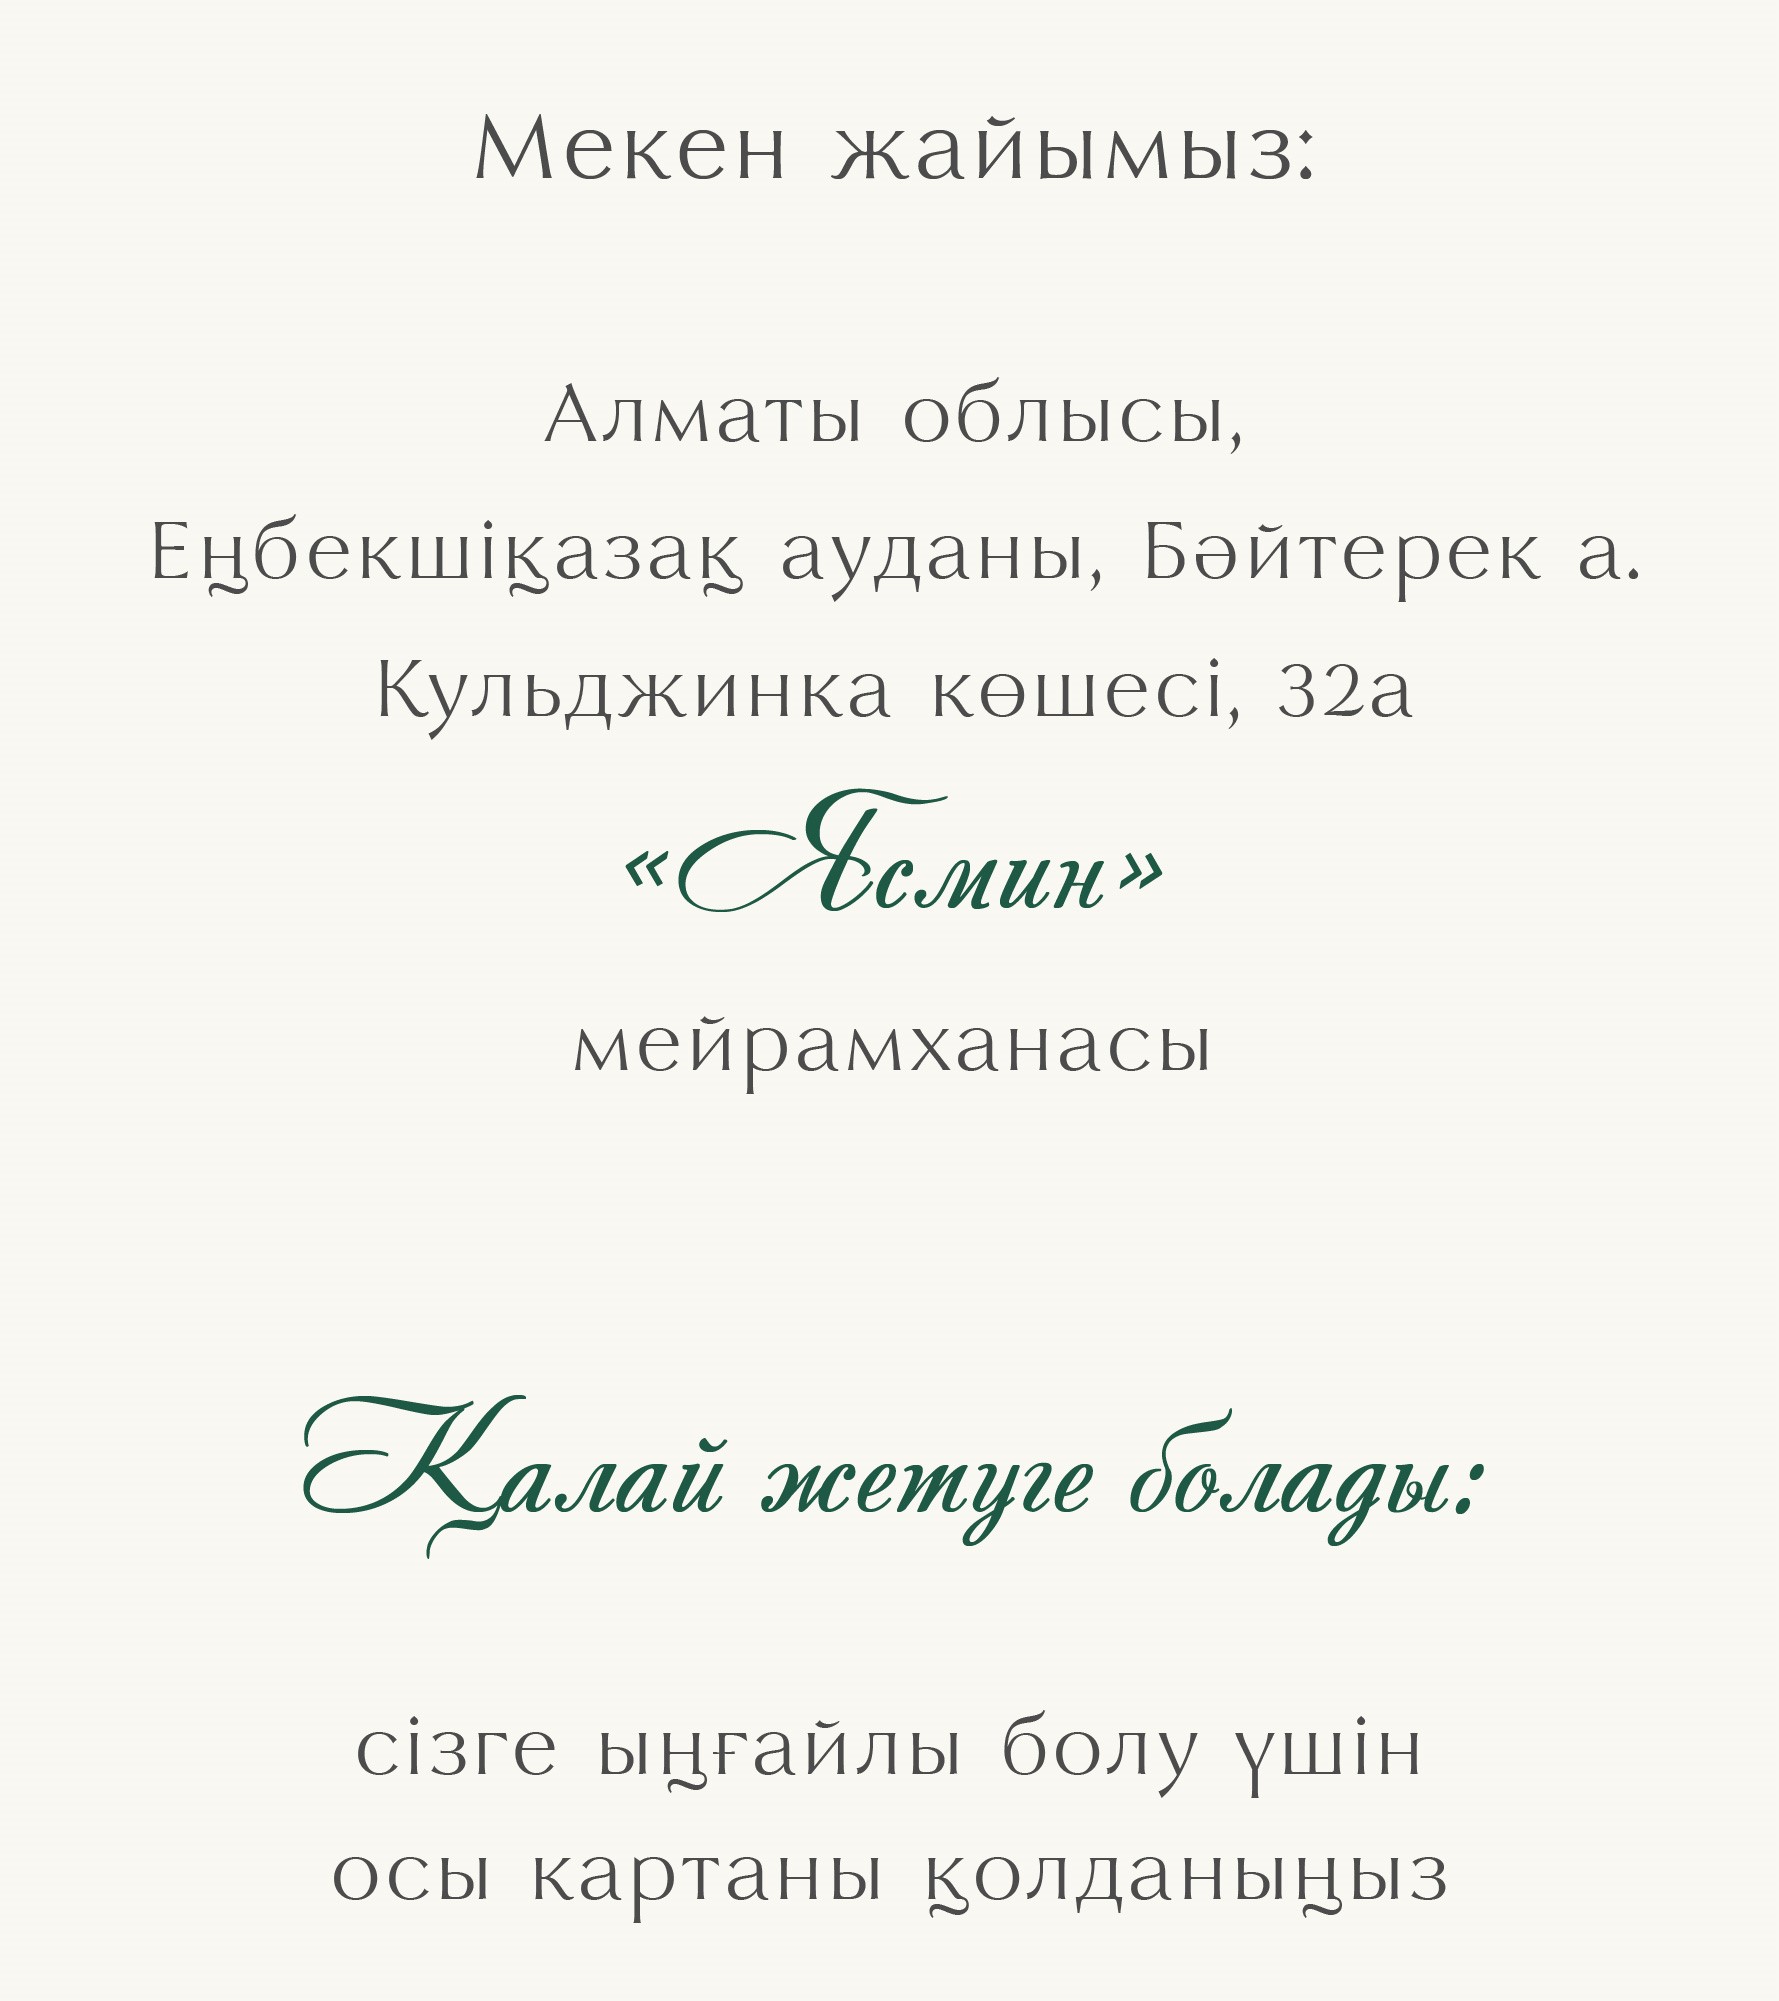 Мекен жайымыз:
Алматы облысы,
Еңбекшіқазақ ауданы, Бәйтерек а.
Кульджинка көшесі, 32а
«Ясмин»
мейрамханасы
Қалай жетуге болады:
сізге ыңғайлы болу үшін
осы картаны қолданыңыз